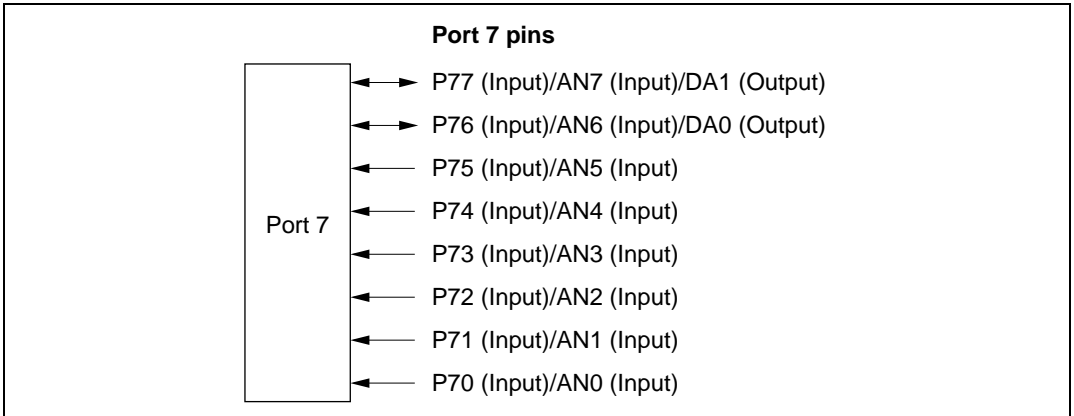 Port 7 pins
P77 (Input)/AN7 (Input)/DA1 (Output)
P76 (Input)/AN6 (Input)/DA0 (Output)
P75 (Input)/AN5 (Input)
P74 (Input)/AN4 (Input)
Port 7
P73 (Input)/AN3 (Input)
P72 (Input)/AN2 (Input)
P71 (Input)/AN1 (Input)
P70 (Input)/AN0 (Input)